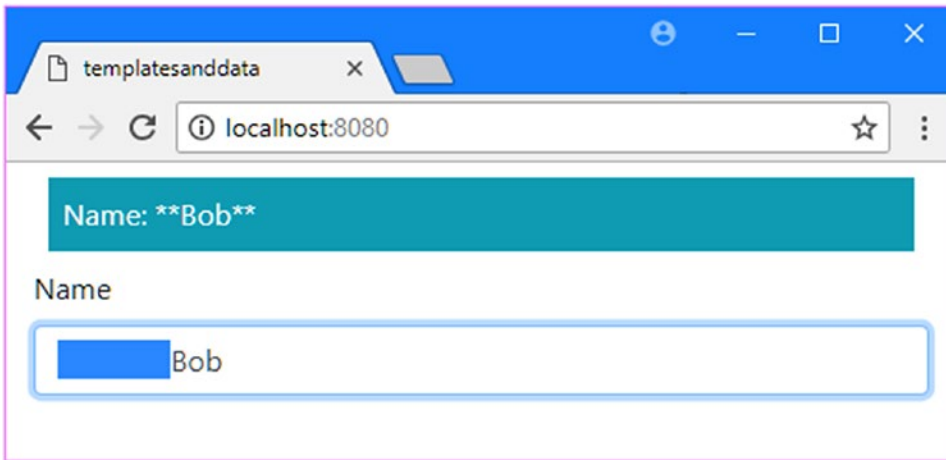 templatesanddata
localhost:8080
Name: **Bob**
Name
Bob